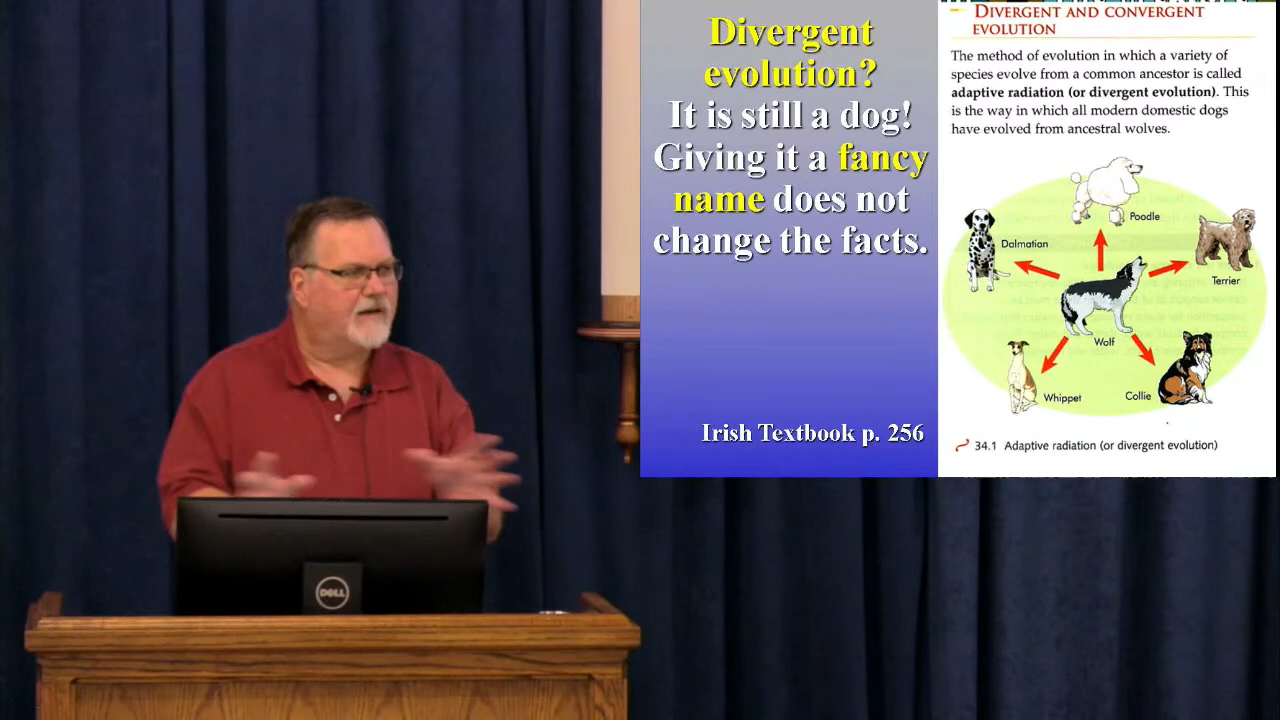 Divergent
evolution?
It is still a dog!
Giving it a fancy
name does not
change the facts.
Irish Textbook p. 256
DIVERGENT AND CONVERGENT
EVOLUTION
The method of evolution in which a variety of
species evolve from a common ancestor is called
adaptive radiation (or divergent evolution). This
is the way in which all modern domestic dogs
have evolved from ancestral wolves.
Poodle
Dalmatian
Terrier
Wolf
Whippet
Collie
34.1 Adaptive radiation (or divergent evolution)
DELL